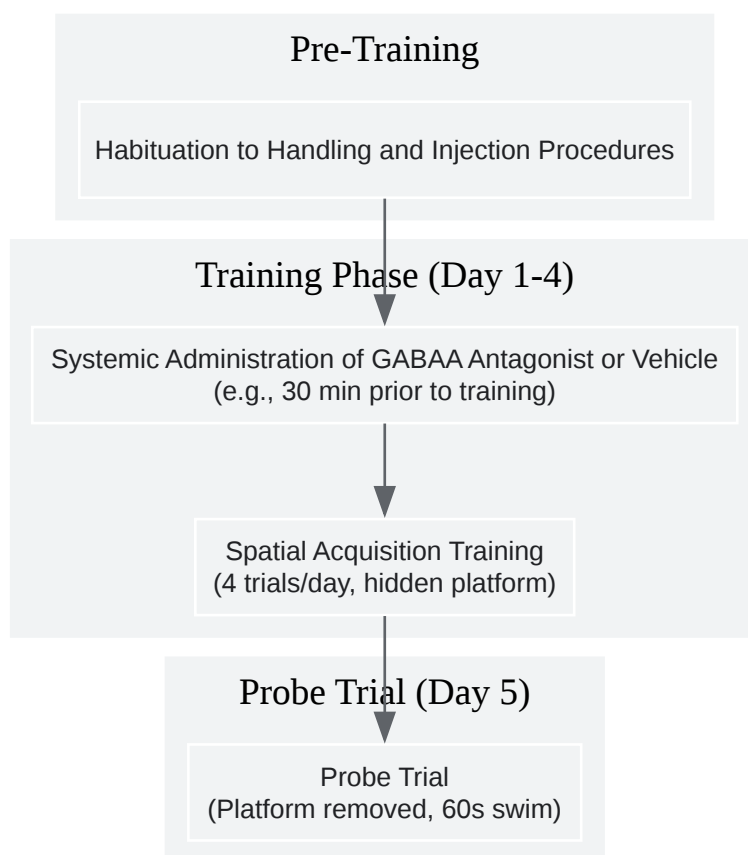 Pre-Training
Habituation to Handling and Injection Procedures
Training Phase (Day 1-4)
Systemic Administration of GABAA Antagonist or Vehicle
(e.g., 30 min prior to training)
Spatial Acquisition Training
(4 trials/day, hidden platform)
Probe Trial (Day 5)
Probe Trial
(Platform removed, 60s swim)